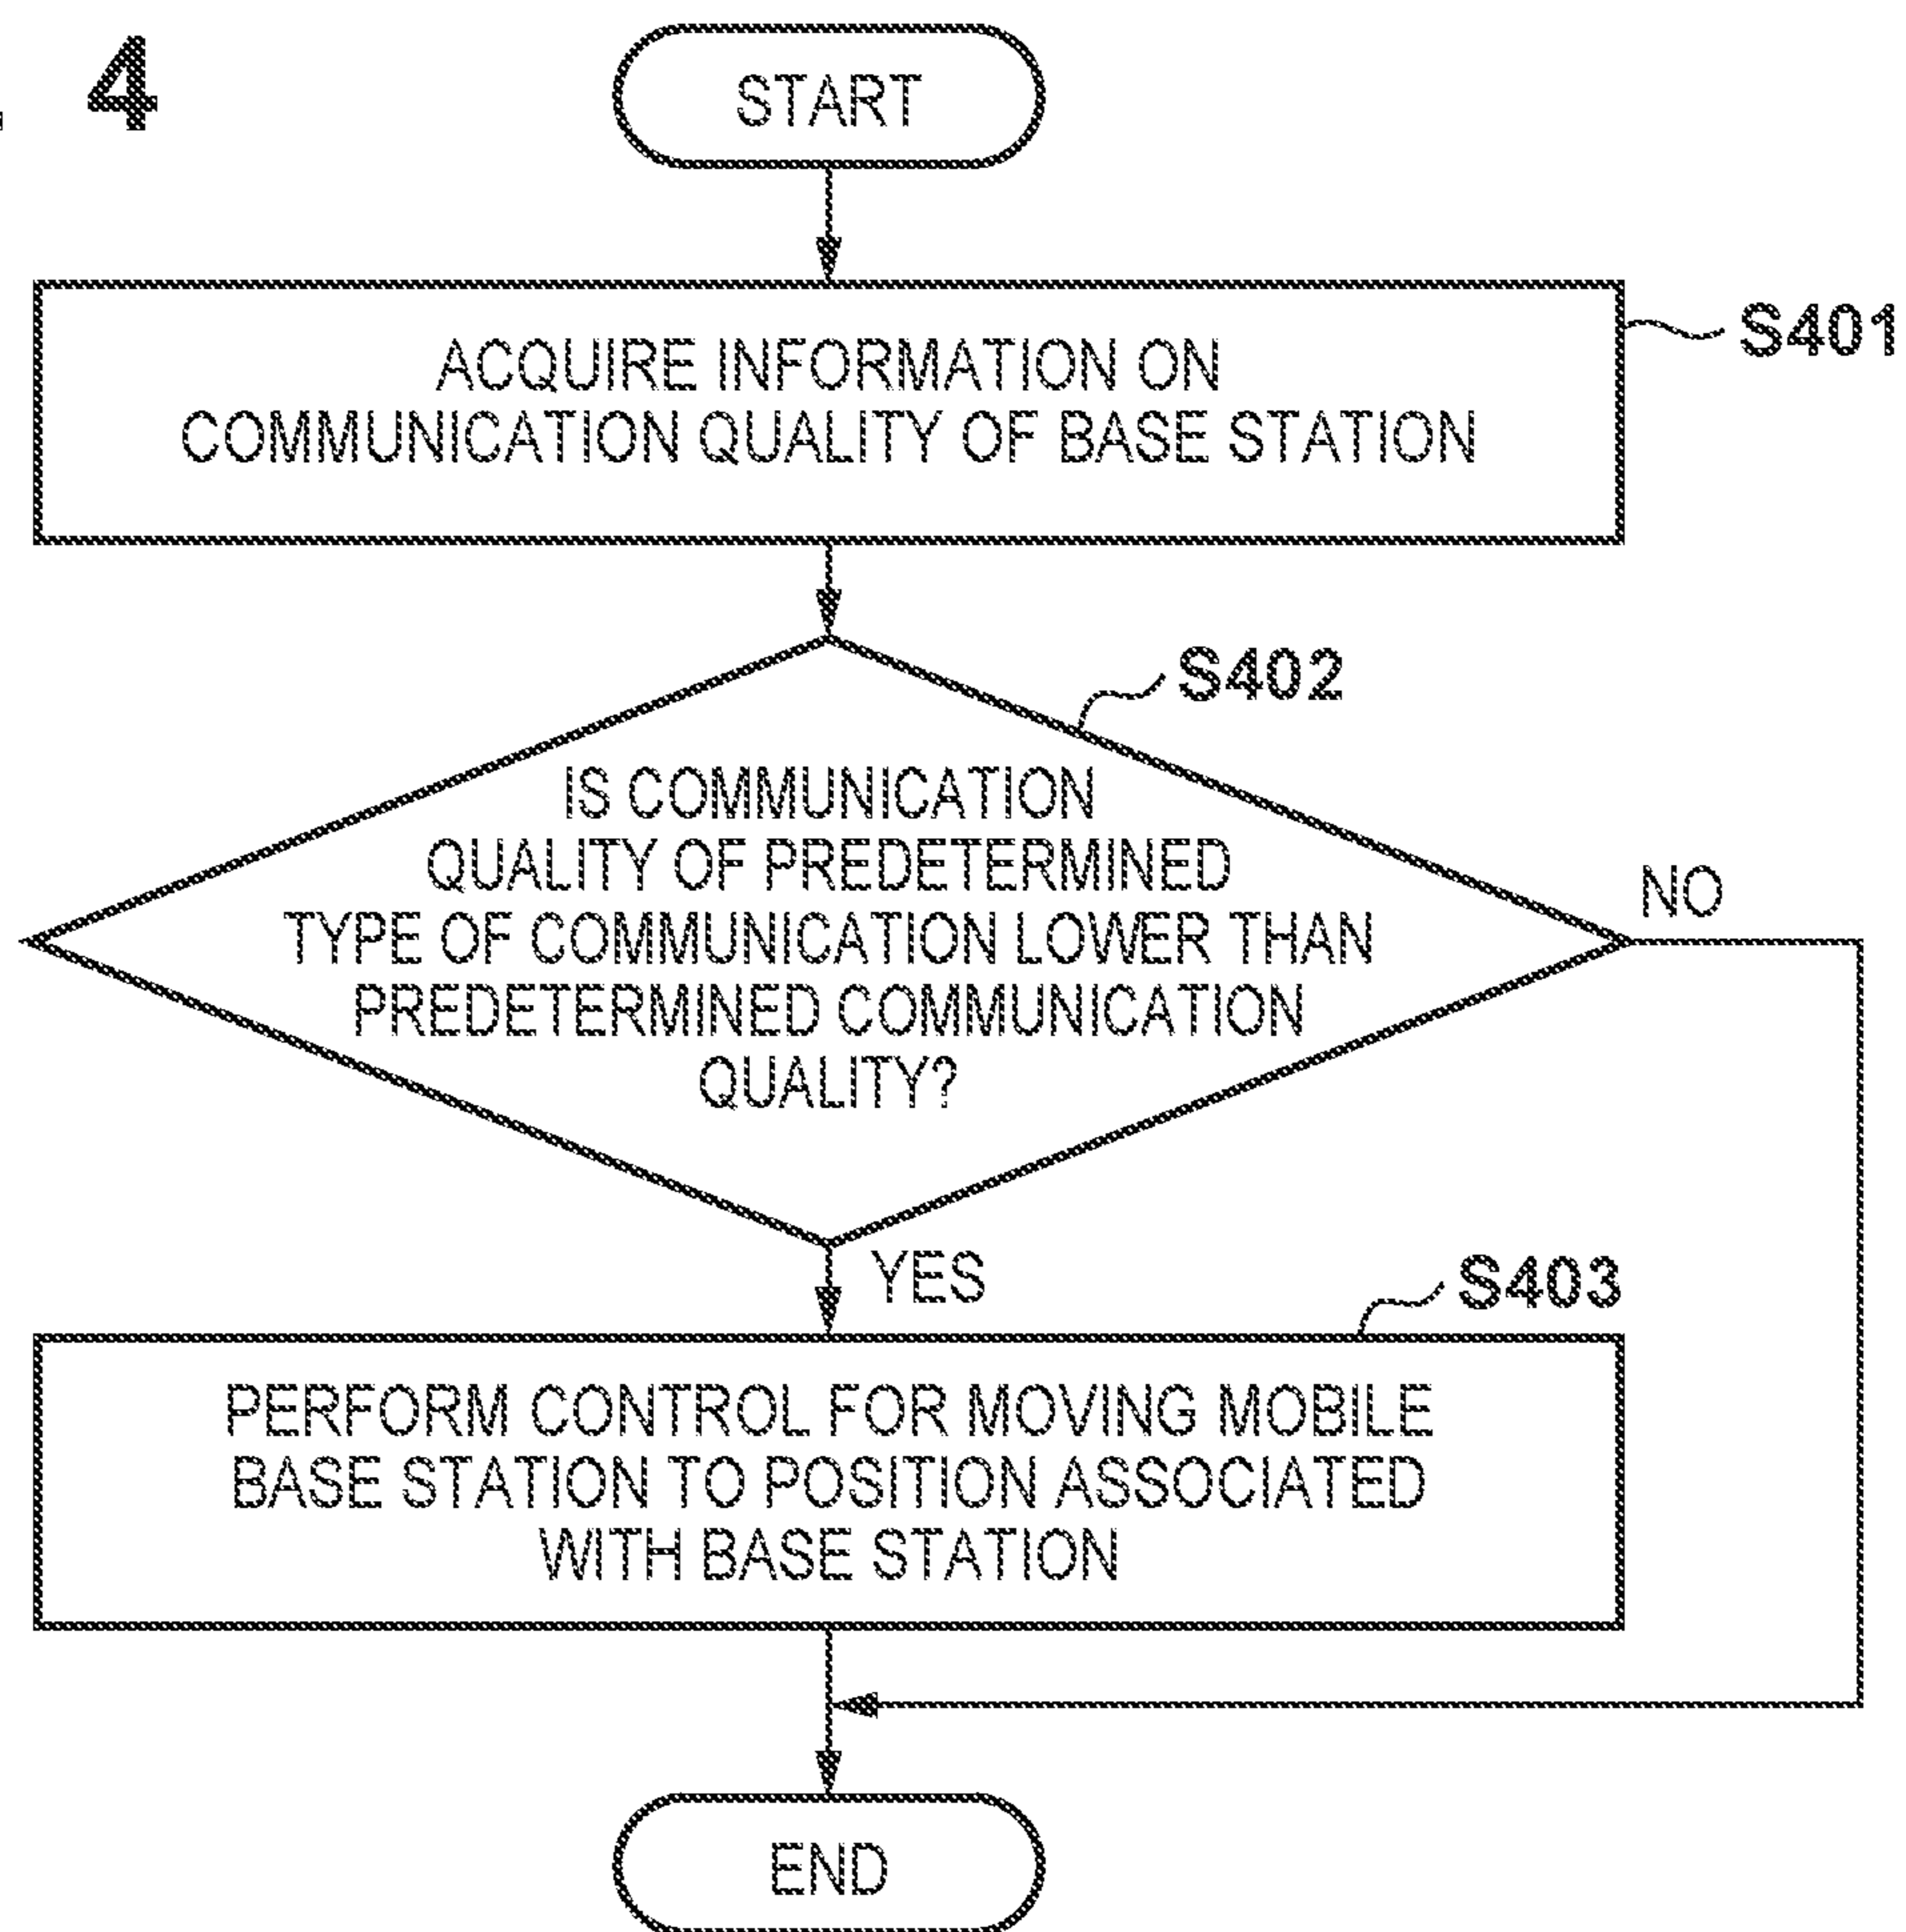 4
START
ACQUIRE INFORMATION ON
COMMUNICATION QUALITY OF BASE STATION
S401
S402
IS COMMUNICATION
QUALITY OF PREDETERMINED
TYPE OF COMMUNICATION LOWER THAN
PREDETERMINED COMMUNICATION
QUALITY?
NO
YES
S403
PERFORM CONTROL FOR MOVING MOBILE
BASE STATION TO POSITION ASSOCIATED
WITH BASE STATION
END